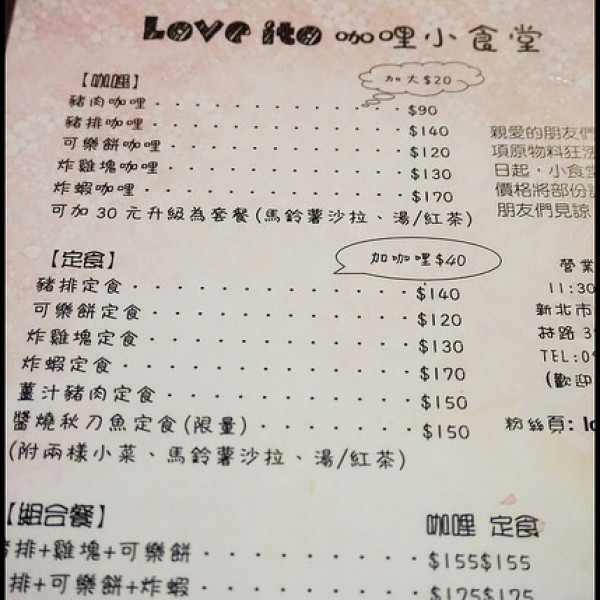 Love ito 咖哩小食堂
【咖哩】
加大$20
豬肉咖哩 $90
豬排咖哩 $140
可樂餅咖哩 $120
炸雞塊咖哩 $130
炸蝦咖哩 $170
可加30元升級為套餐(馬鈴薯沙拉、湯/紅茶)
親愛的朋友們
項原物料狂漲
日起，小食堂
價格將部份
朋友們見諒
【定食】
加咖哩$40
豬排定食 $140
可樂餅定食 $120
炸雞塊定食 $130
炸蝦定食 $170
薑汁豬肉定食 $150
醬燒秋刀魚定食(限量) $150
(附兩樣小菜、馬鈴薯沙拉、湯/紅茶)
營業
11:30
新北市
路 3
TEL:09
(歡迎
粉絲頁: lo
【組合餐】 咖哩 定食
排+雞塊+可樂餅 $155$155
排+可樂餅+炸蝦 $175$175